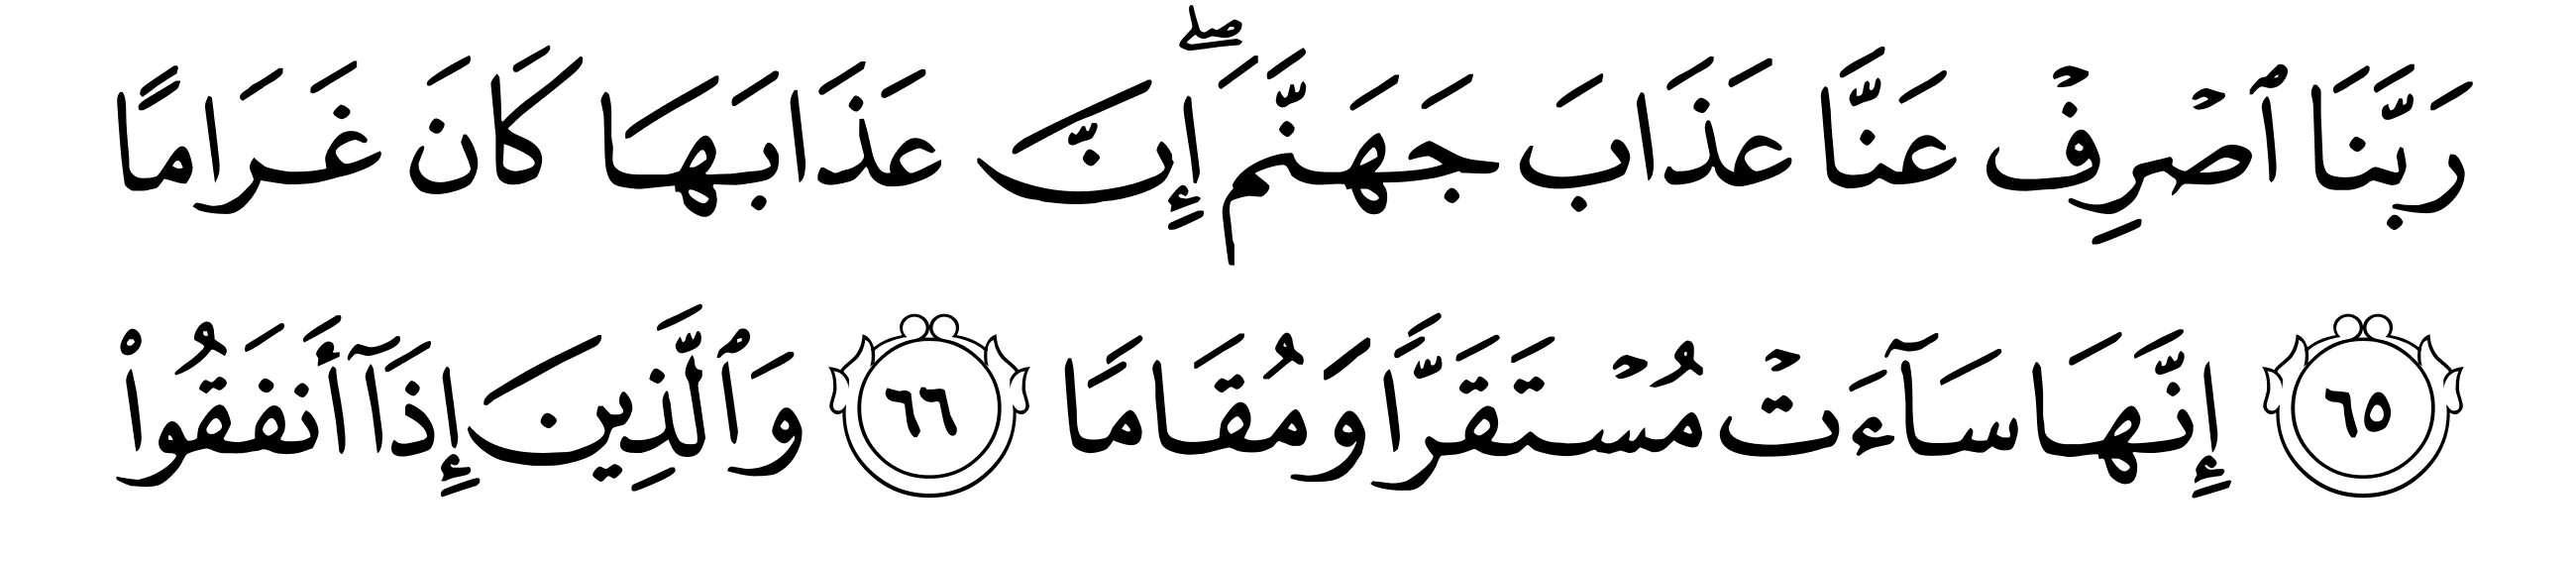 رَبَّنَا ٱصْرِفْ عَنَّا عَذَابَ جَهَنَّمَۖ إِنَّ عَذَابَهَا كَانَ غَرَامًا
٦٥ إِنَّهَا سَآءَتْ مُسْتَقَرًّا وَمُقَامًا ٦٦ وَٱلَّذِينَ إِذَآ أَنفَقُوا۟